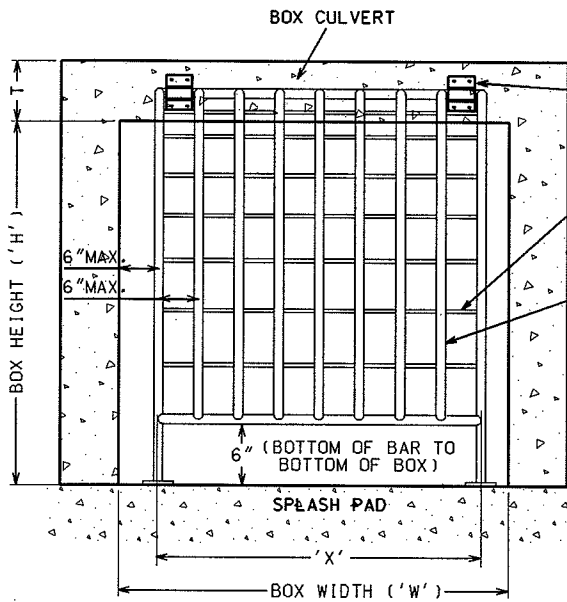 BOX CULVERT
T
BOX HEIGHT ('H')
6"MAX.
6"MAX.
6" (BOTTOM OF BAR TO
BOTTOM OF BOX)
SPLASH PAD
'X'
BOX WIDTH ('W')